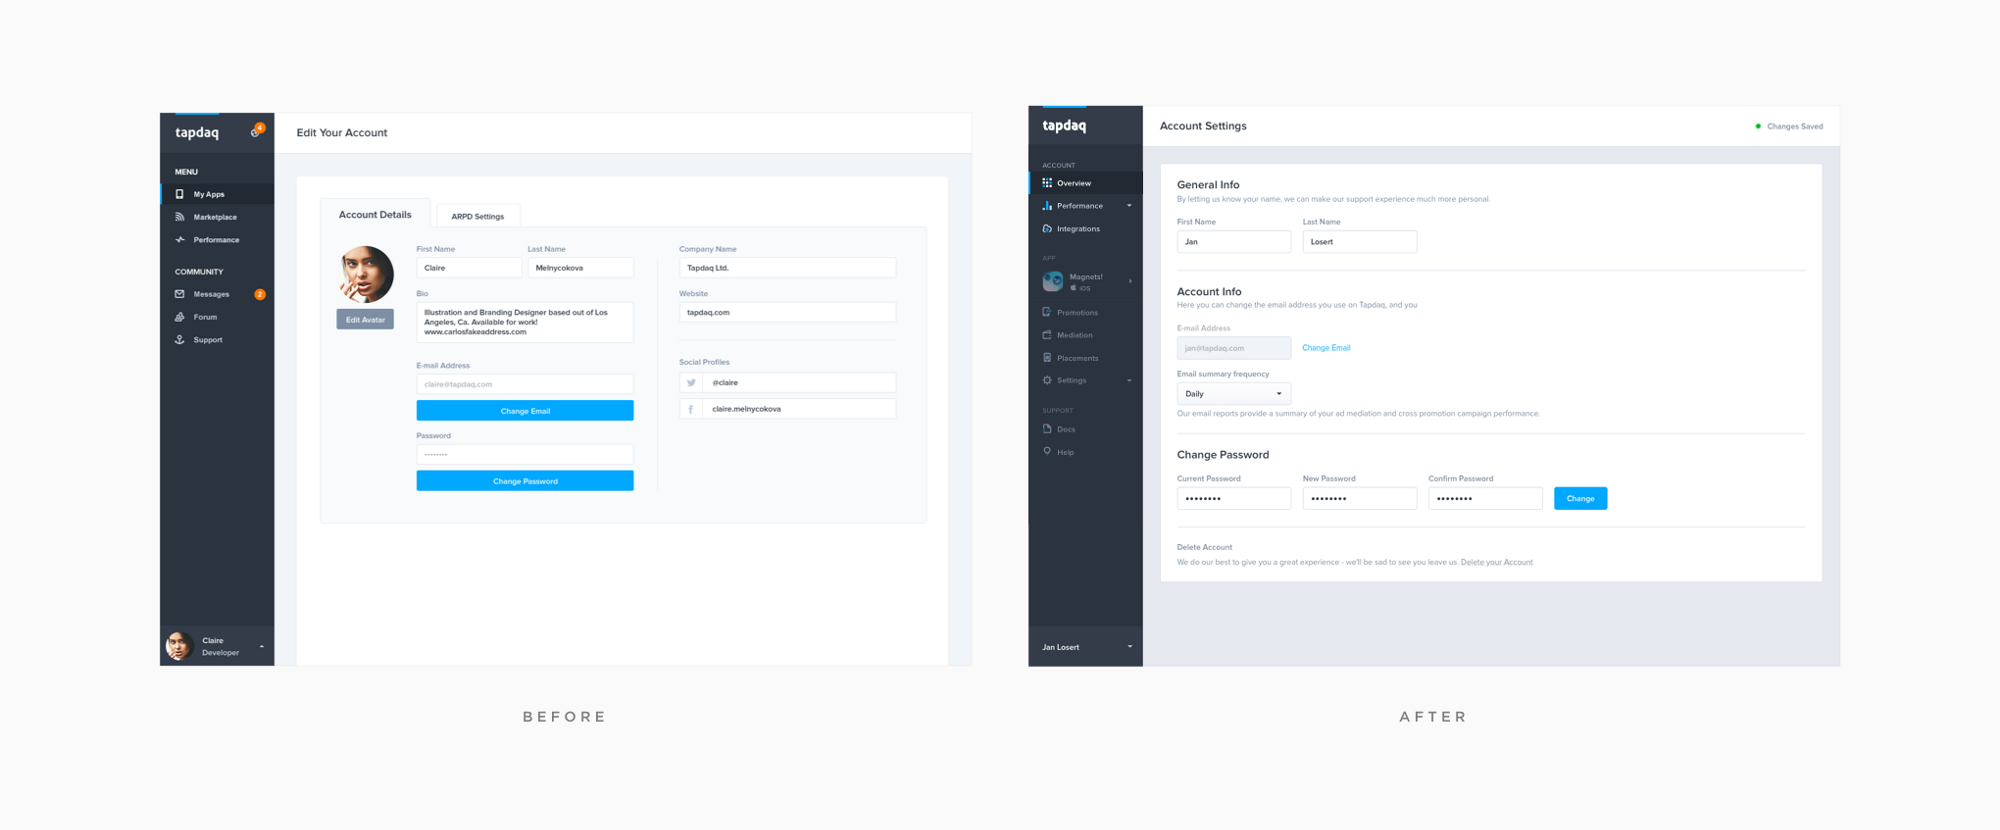 tapdaq
4
Edit Your Account
MENU
My Apps
Marketplace
Performance
COMMUNITY
Messages
2
Forum
Support
Claire
Developer
Account Details
ARPD Settings
Edit Avatar
First Name
Last Name
Claire
Melnycokova
Bio
Illustration and Branding Designer based out of Los
Angeles, Ca. Available for work!
www.carlosfakeaddress.com
E-mail Address
claire@tapdaq.com
Change Email
Password
--------
Change Password
Company Name
Tapdaq Ltd.
Website
tapdaq.com
Social Profiles
@claire
f
claire.melnycokova
BEFORE
tapdaq
Account Settings
Changes Saved
ACCOUNT
Overview
Performance
Integrations
APP
Magnets!
iOS
Promotions
Mediation
Placements
Settings
SUPPORT
Docs
Help
Jan Losert
General Info
By letting us know your name, we can make our support experience much more personal.
First Name
Last Name
Jan
Losert
Account Info
Here you can change the email address you use on Tapdaq, and you
E-mail Address
jan@tapdaq.com
Change Email
Email summary frequency
Daily
Our email reports provide a summary of your ad mediation and cross promotion campaign performance.
Change Password
Current Password
New Password
Confirm Password
••••••••
••••••••
••••••••
Change
Delete Account
We do our best to give you a great experience - we'll be sad to see you leave us. Delete your Account
AFTER